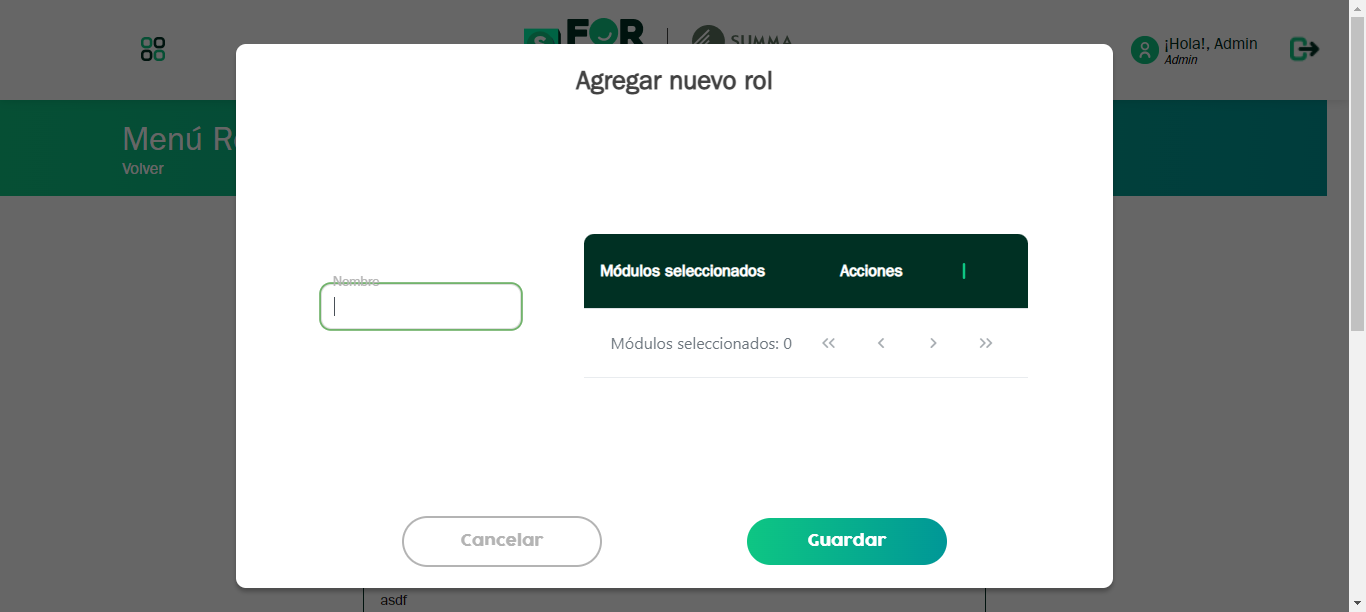 FOR
SUMMA
¡Hola!, Admin
Admin
Agregar nuevo rol
Menú R
Volver
Módulos seleccionados Acciones
Nombre
Módulos seleccionados: 0
Cancelar Guardar
asdf